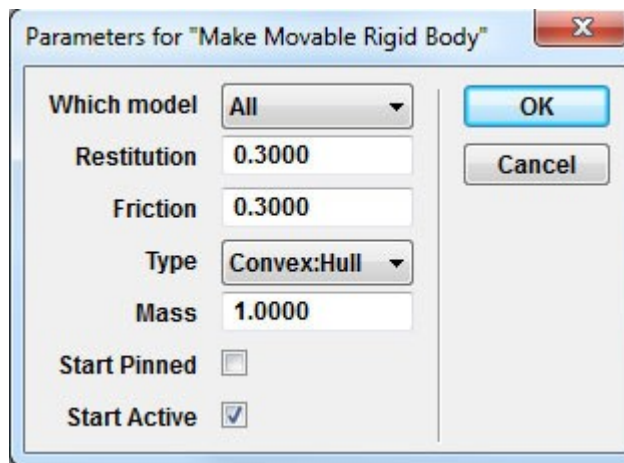 Parameters for "Make Movable Rigid Body"
Which model All
OK
Restitution 0.3000
Cancel
Friction 0.3000
Type Convex:Hull
Mass 1.0000
Start Pinned
Start Active